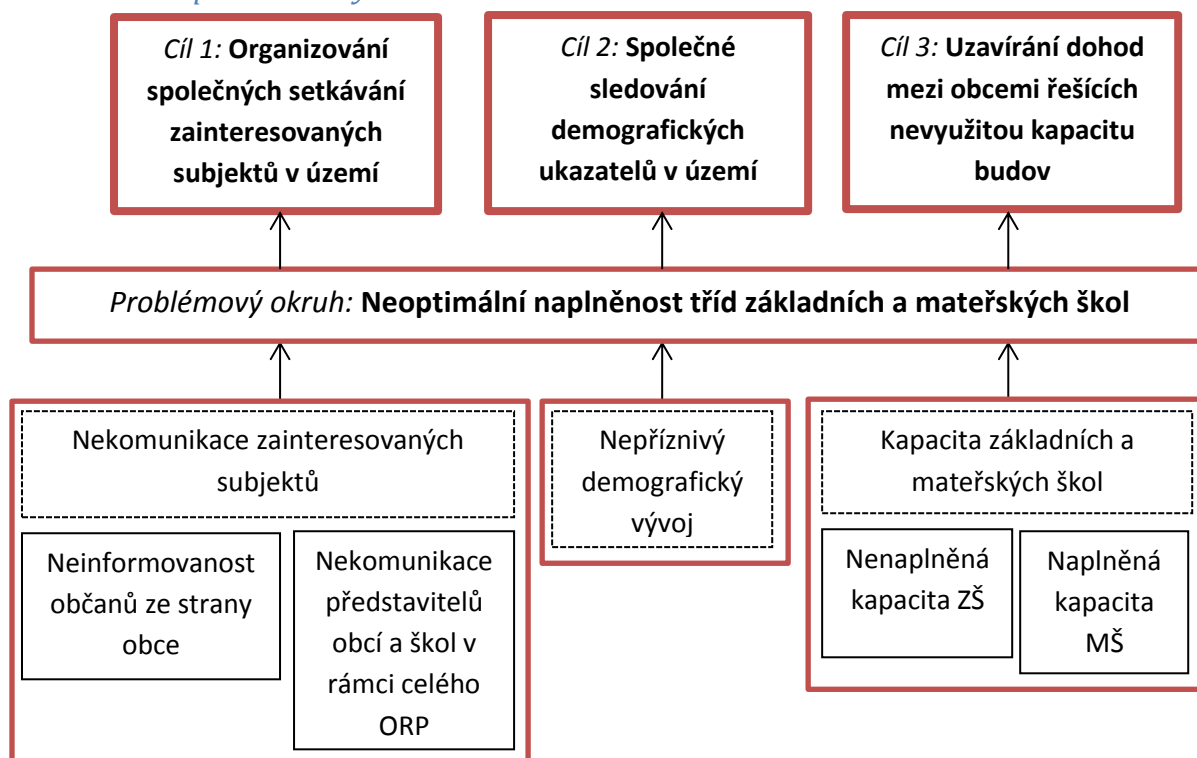 Cíl 1: Organizování
společných setkávání
zainteresovaných
subjektů v území
Cíl 2: Společné
sledování
demografických
ukazatelů v území
Cíl 3: Uzavírání dohod
mezi obcemi řešících
nevyužitou kapacitu
budov
Problémový okruh: Neoptimální naplněnost tříd základních a mateřských škol
Nekomunikace zainteresovaných
subjektů
Neinformovanost
občanů ze strany
obce
Nekomunikace
představitelů
obcí a škol v
rámci celého
ORP
Nepříznivý
demografický
vývoj
Kapacita základních a
mateřských škol
Nenaplněná
kapacita ZŠ
Naplněná
kapacita
MŠ